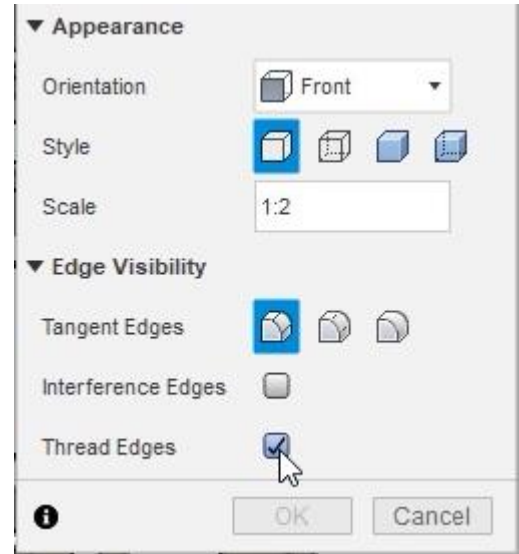 Appearance
Orientation Front
Style
Scale 1:2
Edge Visibility
Tangent Edges
Interference Edges
Thread Edges
OK Cancel